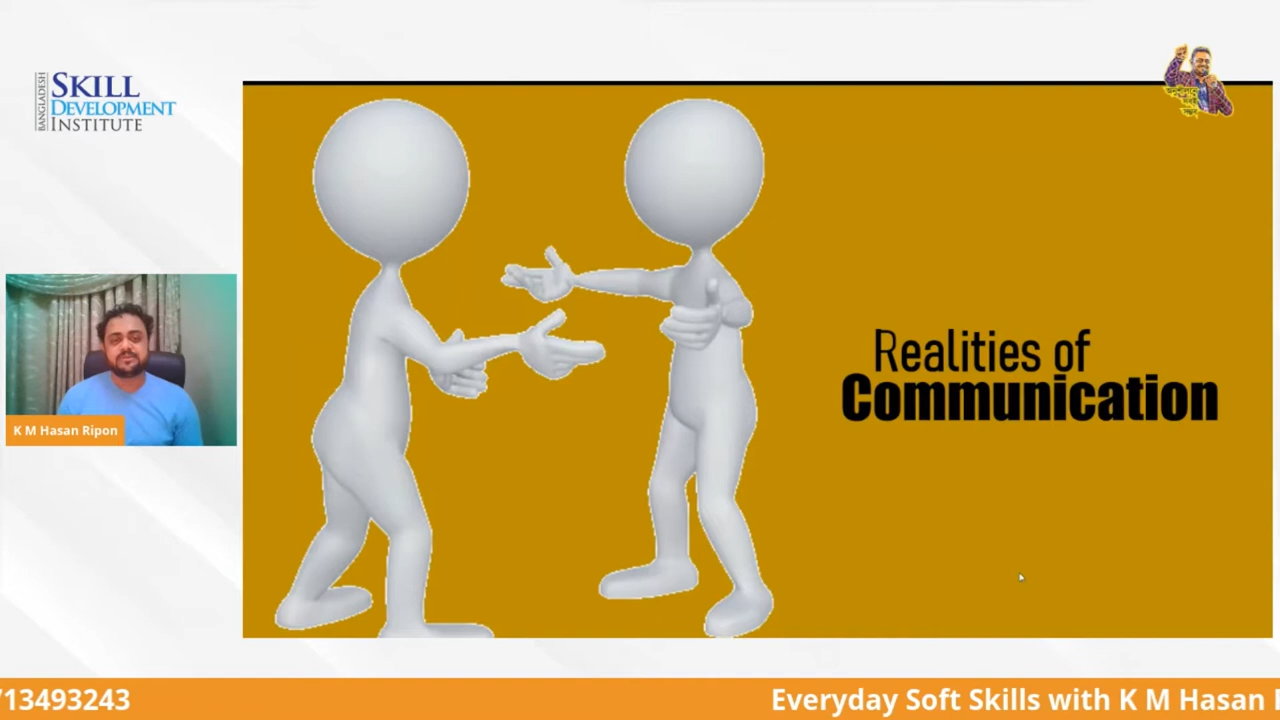 BANGLADESH
SKILL
DEVELOPMENT
INSTITUTE
Realities of
Communication
K M Hasan Ripon
713493243
Everyday Soft Skills with K M Hasan